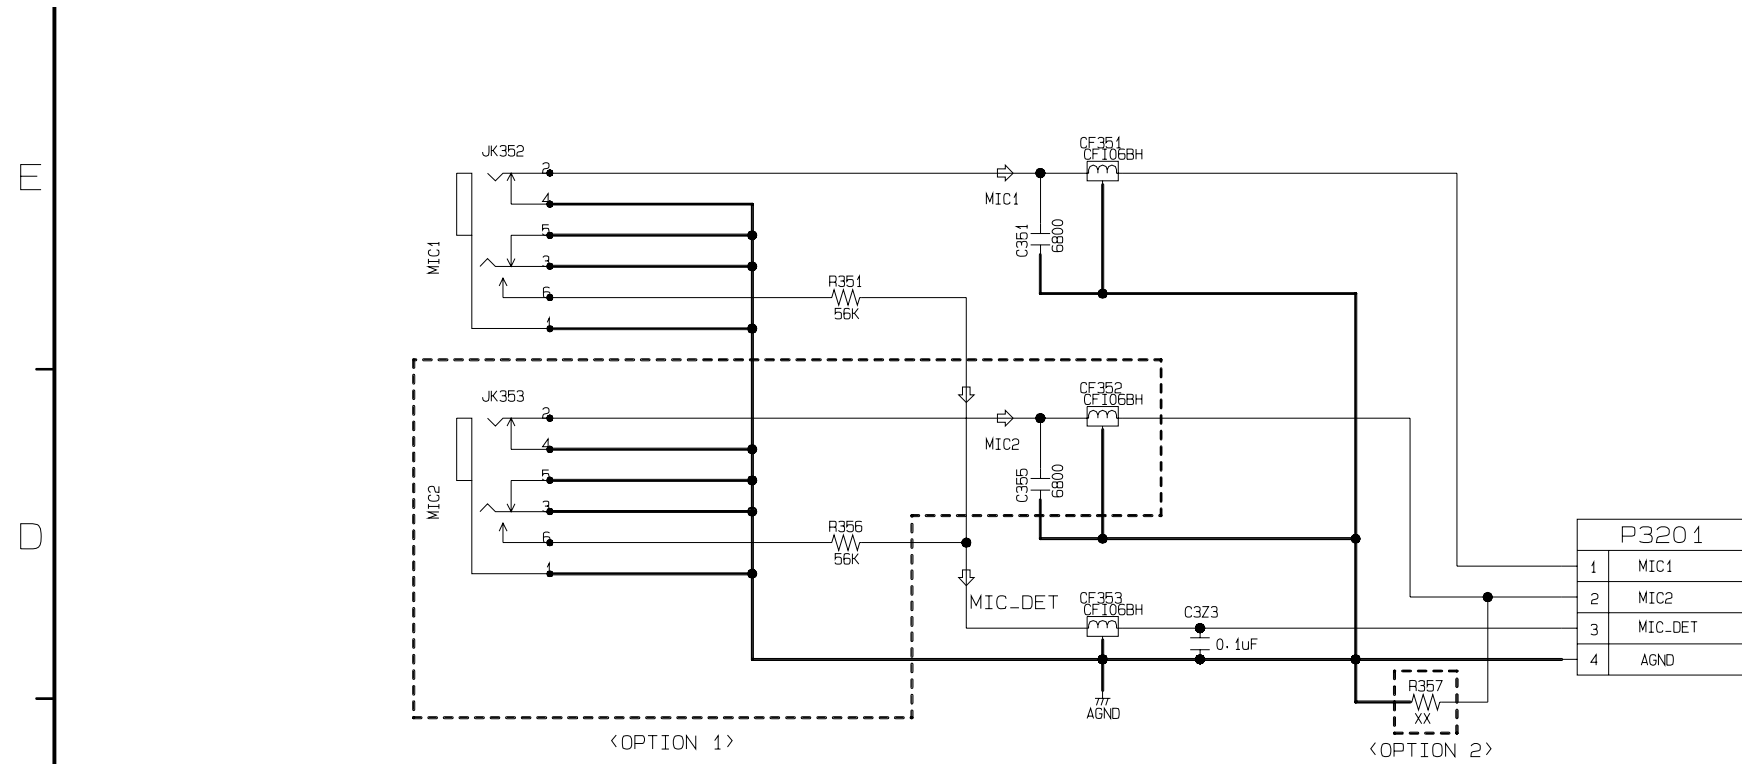 E
D
JK352
MIC1
2
4
5
3
6
1
R351
56K
MIC1
C351
6800
CF351
CFI06BH
JK353
MIC2
2
4
5
3
6
1
R356
56K
MIC2
C355
6800
CF352
CFI06BH
MIC_DET
CF353
CFI06BH
C3Z3
0.1uF
AGND
P3201
1 MIC1
2 MIC2
3 MIC_DET
4 AGND
R357
XX
<OPTION 1>
<OPTION 2>